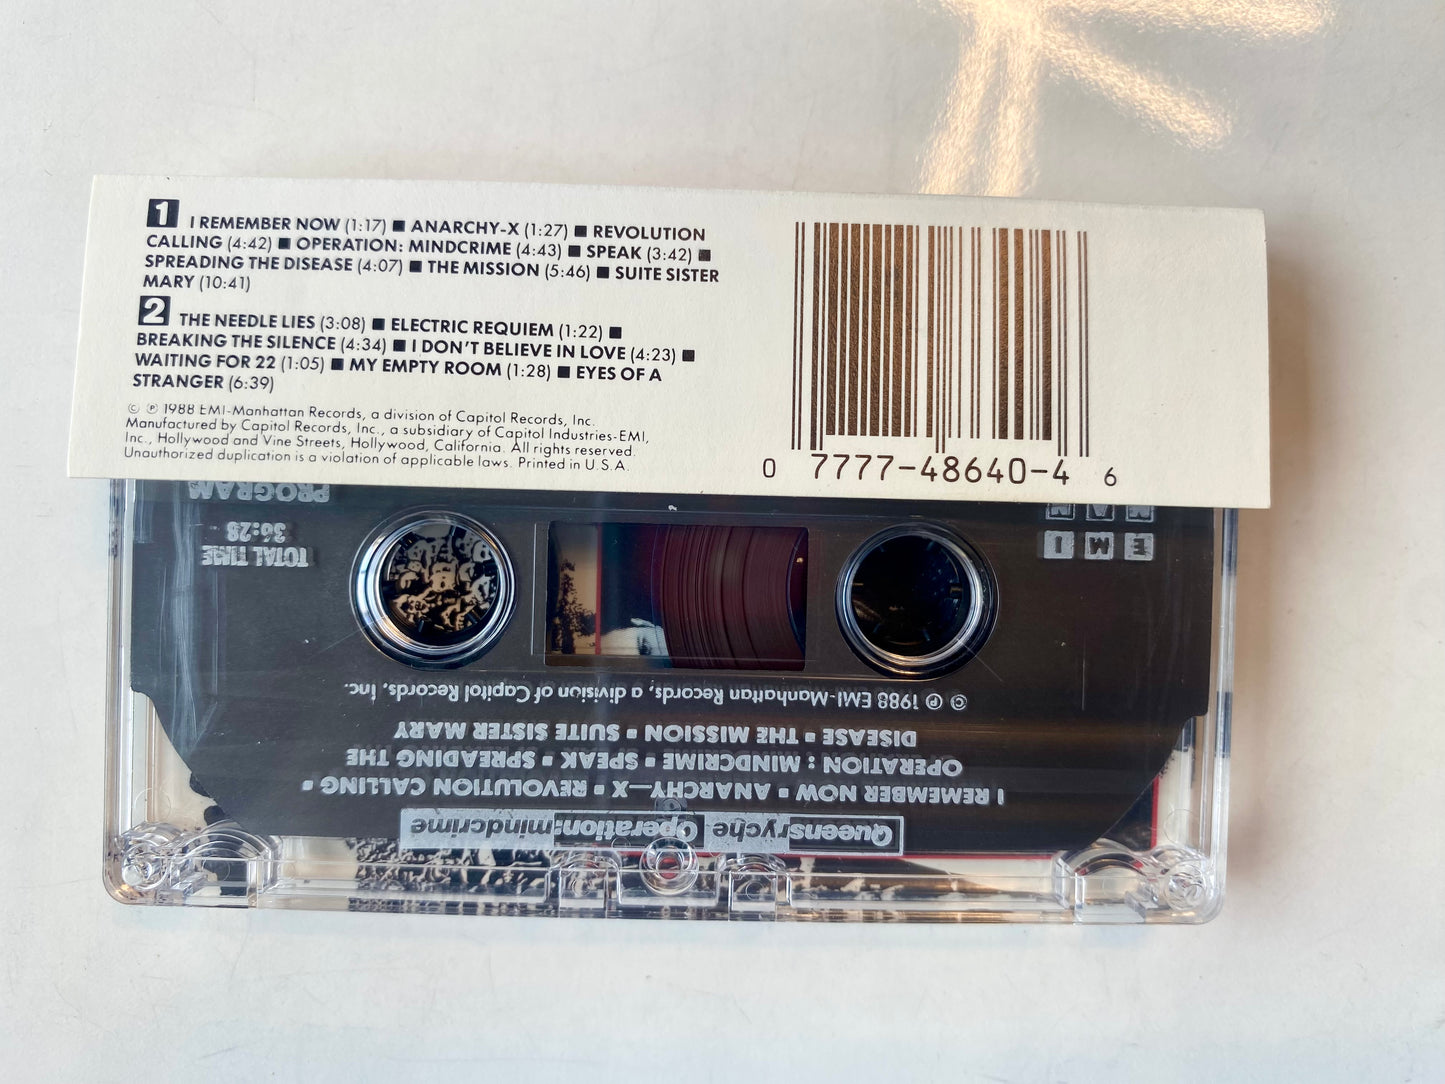 1 I REMEMBER NOW (1:17) ■ ANARCHY-X (1:27) ■ REVOLUTION
CALLING (4:42) ■ OPERATION: MINDCRIME (4:43) ■ SPEAK (3:42) ■
SPREADING THE DISEASE (4:07) ■ THE MISSION (5:46) ■ SUITE SISTER
MARY (10:41)
2 THE NEEDLE LIES (3:08) ■ ELECTRIC REQUIEM (1:22) ■
BREAKING THE SILENCE (4:34) ■ I DON'T BELIEVE IN LOVE (4:23) ■
WAITING FOR 22 (1:05) ■ MY EMPTY ROOM (1:28) ■ EYES OF A
STRANGER (6:39)
© ℗ 1988 EMI-Manhattan Records, a division of Capitol Records, Inc.
Manufactured by Capitol Records, Inc., a subsidiary of Capitol Industries-EMI,
Inc., Hollywood and Vine Streets, Hollywood, California. All rights reserved.
Unauthorized duplication is a violation of applicable laws. Printed in U.S.A.
0 7777-48640-4 6
Queensrÿche Operation: mindcrime
I REMEMBER NOW ■ ANARCHY—X ■ REVOLUTION CALLING ■
OPERATION : MINDCRIME ■ SPEAK ■ SPREADING THE
DISEASE ■ THE MISSION ■ SUITE SISTER MARY
© ℗ 1988 EMI-Manhattan Records, a division of Capitol Records, Inc.
EMI
TOTAL TIME
36:28
PROGRAM